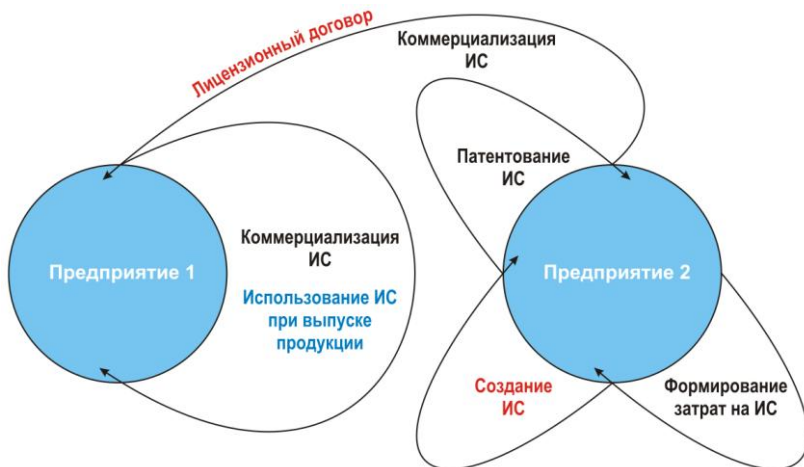 Лицензионный договор
Коммерциализация
ИС
Патентование
ИС
Предприятие 1
Коммерциализация
ИС
Использование ИС
при выпуске
продукции
Предприятие 2
Создание
ИС
Формирование
затрат на ИС